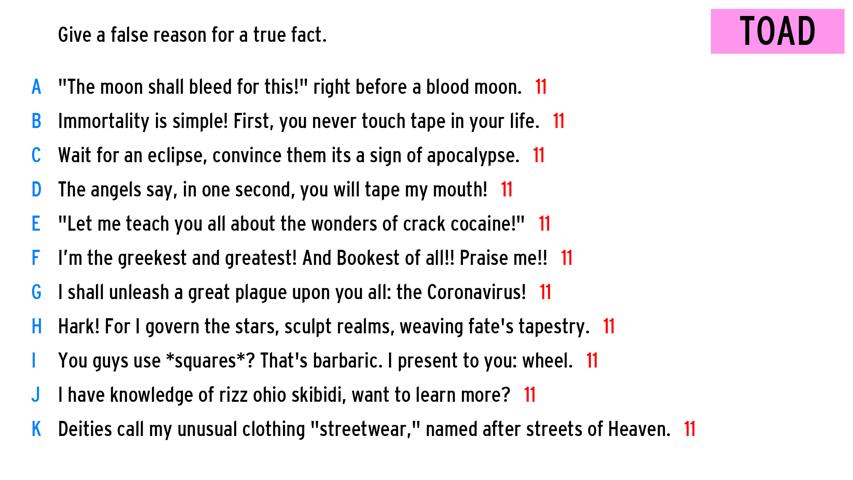 Give a false reason for a true fact.
TOAD
A "The moon shall bleed for this!" right before a blood moon. 11
B Immortality is simple! First, you never touch tape in your life. 11
C Wait for an eclipse, convince them its a sign of apocalypse. 11
D The angels say, in one second, you will tape my mouth! 11
E "Let me teach you all about the wonders of crack cocaine!" 11
F I'm the greekest and greatest! And Bookest of all!! Praise me!! 11
G I shall unleash a great plague upon you all: the Coronavirus! 11
H Hark! For I govern the stars, sculpt realms, weaving fate's tapestry. 11
I You guys use *squares*? That's barbaric. I present to you: wheel. 11
J I have knowledge of rizz ohio skibidi, want to learn more? 11
K Deities call my unusual clothing "streetwear," named after streets of Heaven. 11